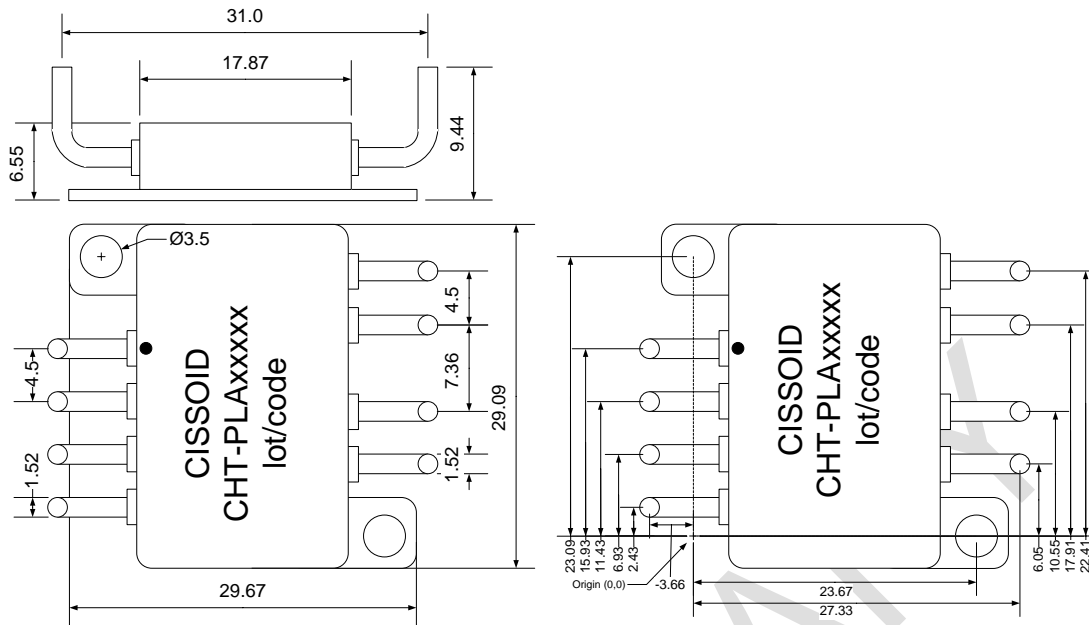 31.0
17.87
6.55
9.44
Ø3.5
4.5
1.52
CISSOID
CHT-PLAxxxxx
lot/code
4.5
7.36
1.52
29.09
29.67
CISSOID
CHT-PLAxxxxx
lot/code
23.09
15.93
11.43
6.93
2.43
Origin (0,0)
-3.66
23.67
27.33
6.05
10.55
17.91
22.41